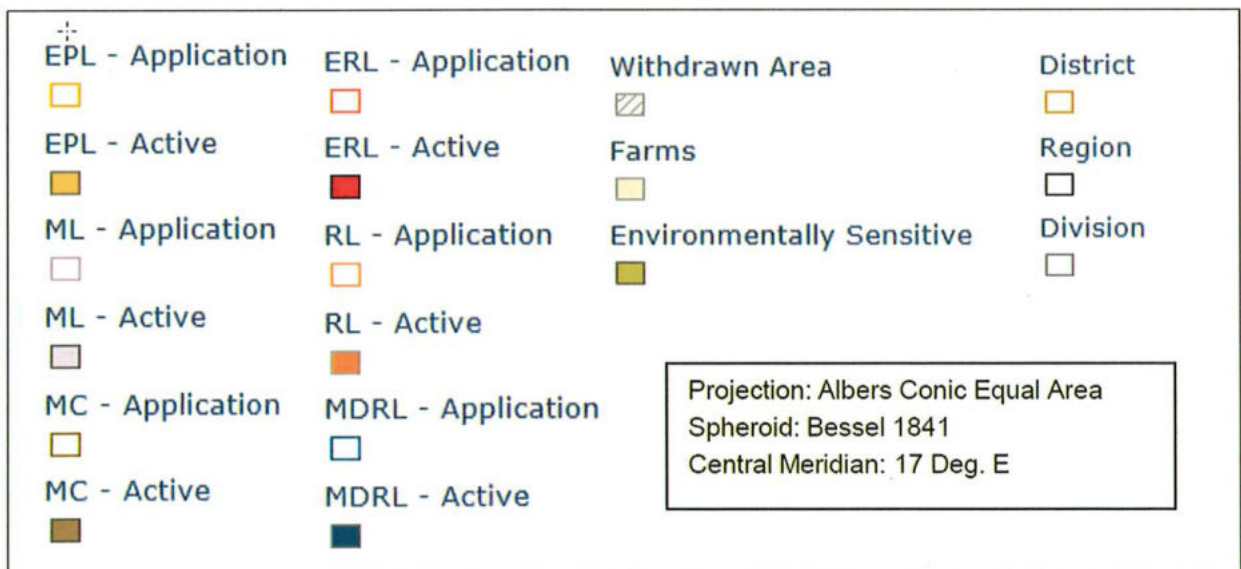 EPL - Application
EPL - Active
ML - Application
ML - Active
MC - Application
MC - Active
ERL - Application
ERL - Active
RL - Application
RL - Active
MDRL - Application
MDRL - Active
Withdrawn Area
Farms
Environmentally Sensitive
District
Region
Division
Projection: Albers Conic Equal Area
Spheroid: Bessel 1841
Central Meridian: 17 Deg. E